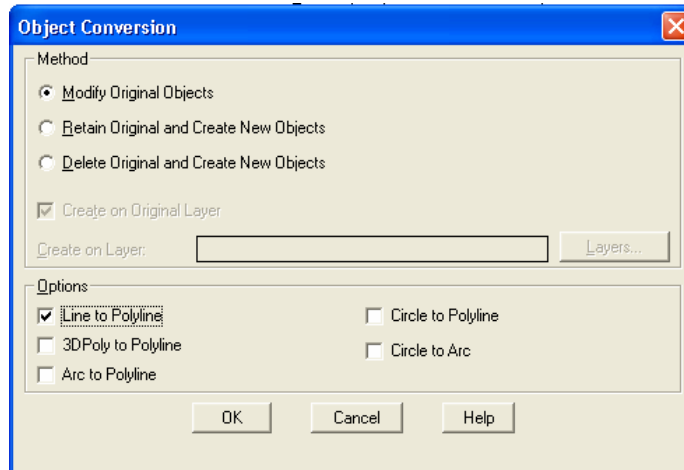 Object Conversion
Method
Modify Original Objects
Retain Original and Create New Objects
Delete Original and Create New Objects
Create on Original Layer
Create on Layer:
Layers...
Options
Line to Polyline
Circle to Polyline
3DPoly to Polyline
Circle to Arc
Arc to Polyline
OK Cancel Help